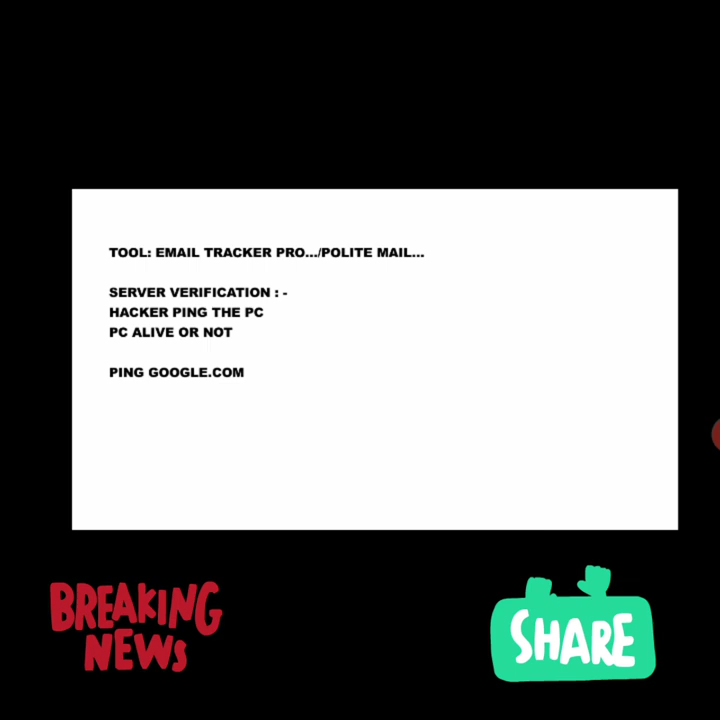 TOOL: EMAIL TRACKER PRO.../POLITE MAIL...
SERVER VERIFICATION : -
HACKER PING THE PC
PC ALIVE OR NOT
PING GOOGLE.COM
BREAKING
NEWS
SHARE